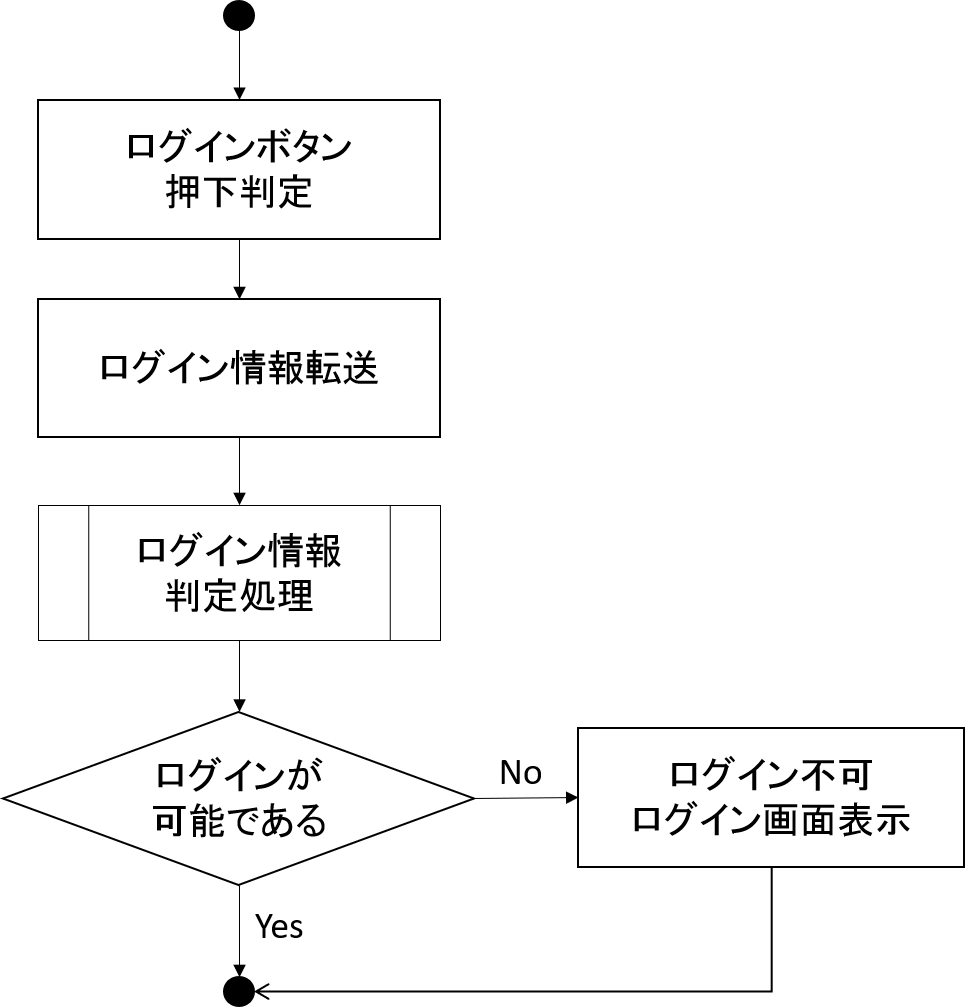 ログインボタン
押下判定
ログイン情報転送
ログイン情報
判定処理
ログインが
可能である
No
ログイン不可
ログイン画面表示
Yes